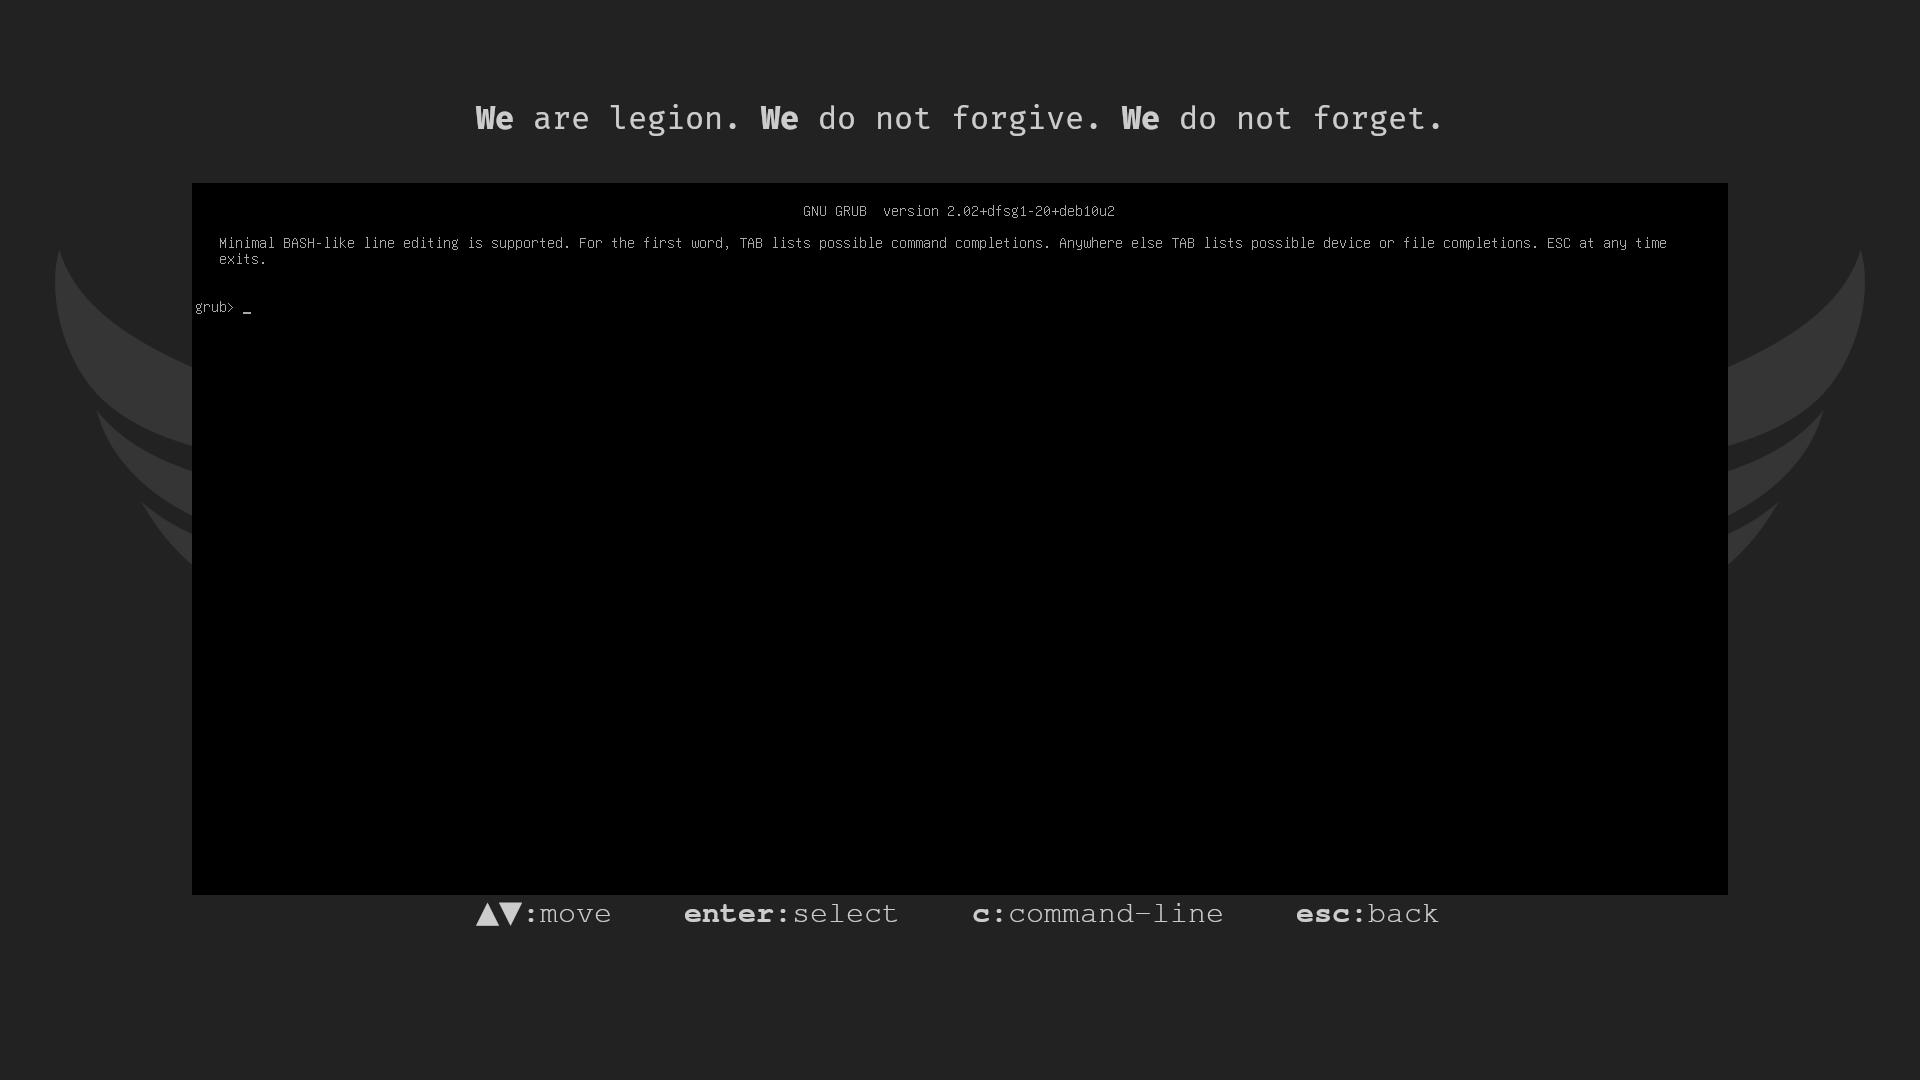 We are legion. We do not forgive. We do not forget.
GNU GRUB  version 2.02+dfsg1-20+deb10u2
Minimal BASH-like line editing is supported. For the first word, TAB lists possible command completions. Anywhere else TAB lists possible device or file completions. ESC at any time
exits.
grub> _
▲▼:move enter:select c:command-line esc:back